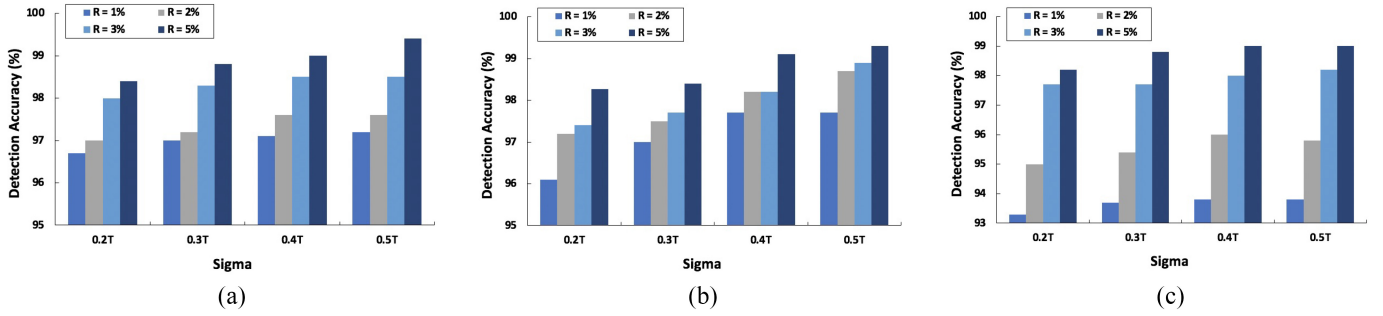 R = 1% R = 2%
R = 3% R = 5%
Detection Accuracy (%)
100
99
98
97
96
95
0.2T 0.3T 0.4T 0.5T
Sigma
(a)
R = 1% R = 2%
R = 3% R = 5%
Detection Accuracy (%)
100
99
98
97
96
95
0.2T 0.3T 0.4T 0.5T
Sigma
(b)
R = 1% R = 2%
R = 3% R = 5%
Detection Accuracy (%)
100
99
98
97
96
95
94
93
0.2T 0.3T 0.4T 0.5T
Sigma
(c)